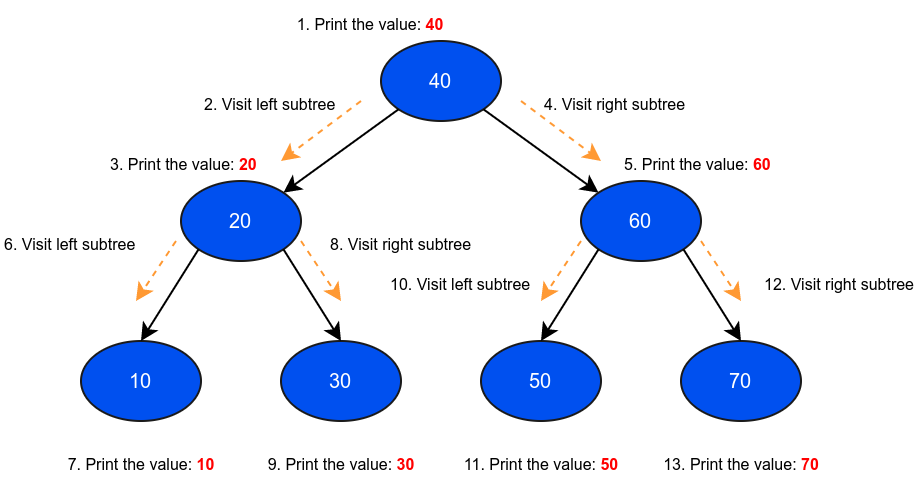 1. Print the value: 40
40
2. Visit left subtree
4. Visit right subtree
3. Print the value: 20
5. Print the value: 60
20
60
6. Visit left subtree
8. Visit right subtree
10. Visit left subtree
12. Visit right subtree
10
30
50
70
7. Print the value: 10
9. Print the value: 30
11. Print the value: 50
13. Print the value: 70